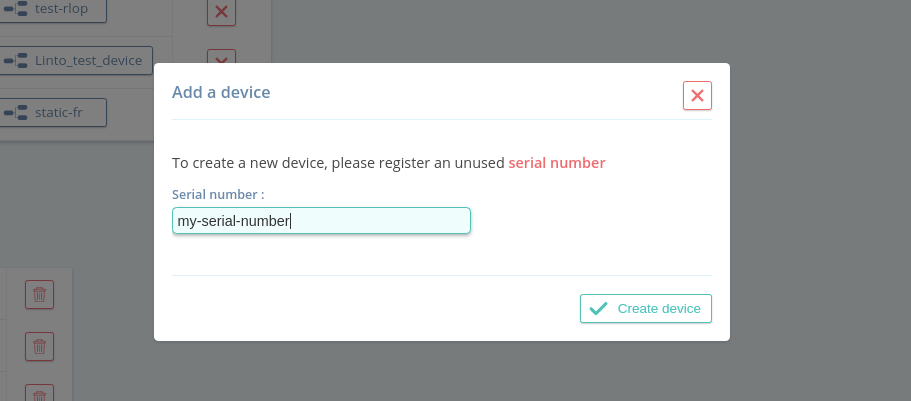 test-rlop
Linto_test_device
static-fr
Add a device
To create a new device, please register an unused serial number
Serial number :
my-serial-number
Create device